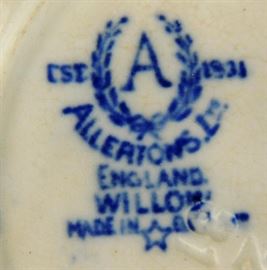 A
EST 1831
ALLERTONS LTD
ENGLAND
WILLOW
MADE IN